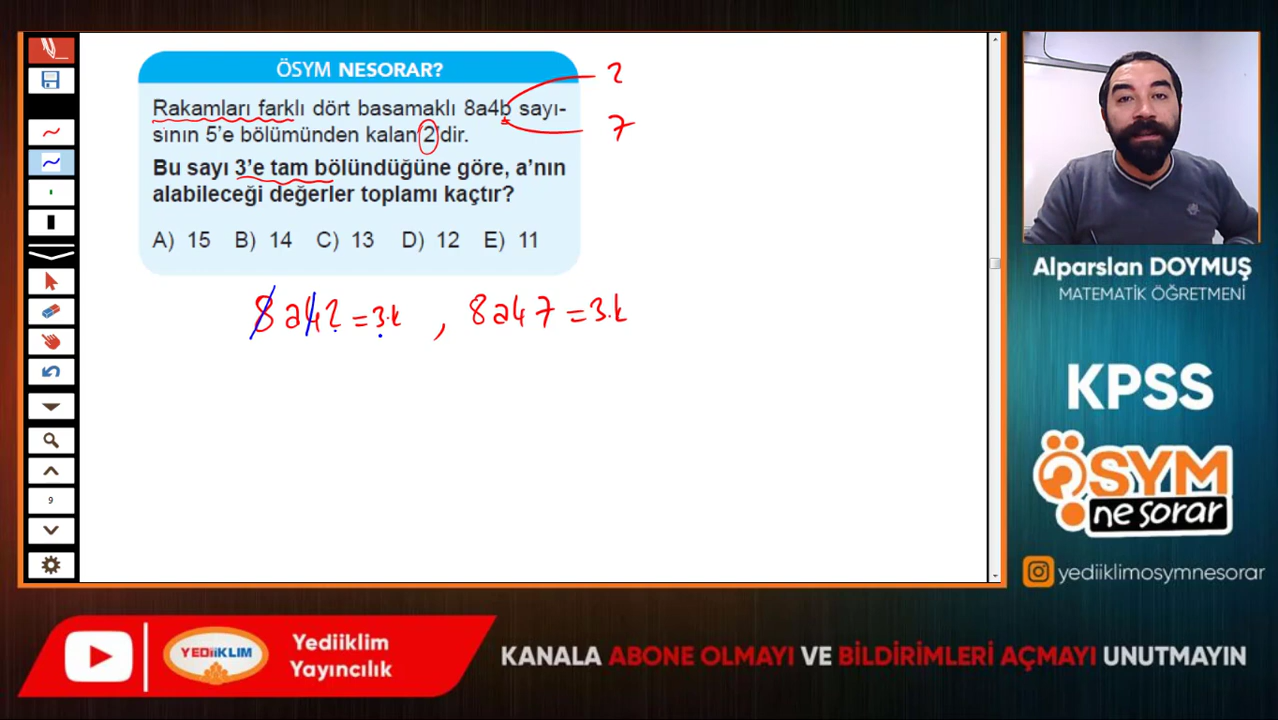 ÖSYM NESORAR?
Rakamları farklı dört basamaklı 8a4b sayı-
sının 5'e bölümünden kalan 2'dir.
Bu sayı 3'e tam bölündüğüne göre, a'nın
alabileceği değerler toplamı kaçtır?
A) 15 B) 14 C) 13 D) 12 E) 11
2
7
8a42 = 3.k , 8a47 = 3.k
9
Alparslan DOYMUŞ
MATEMATİK ÖĞRETMENİ
KPSS
ÖSYM
ne sorar
yediiklimosymnesorar
YEDİİKLİM
Yediiklim
Yayıncılık
KANALA ABONE OLMAYI VE BİLDİRİMLERİ AÇMAYI UNUTMAYIN